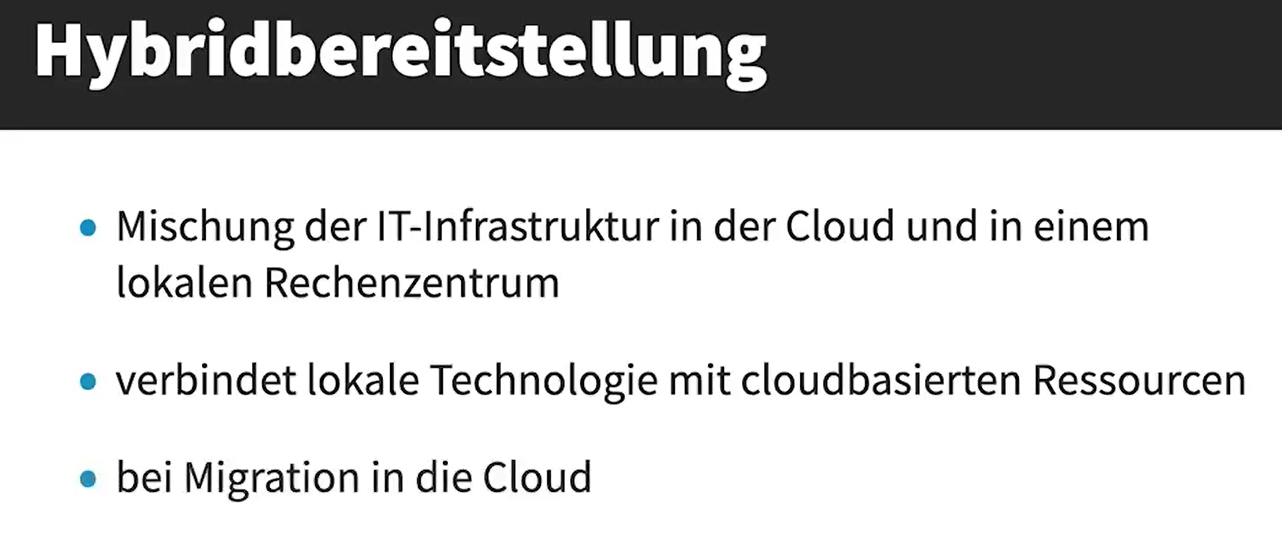 Hybridbereitstellung
• Mischung der IT-Infrastruktur in der Cloud und in einem
lokalen Rechenzentrum
• verbindet lokale Technologie mit cloudbasierten Ressourcen
• bei Migration in die Cloud